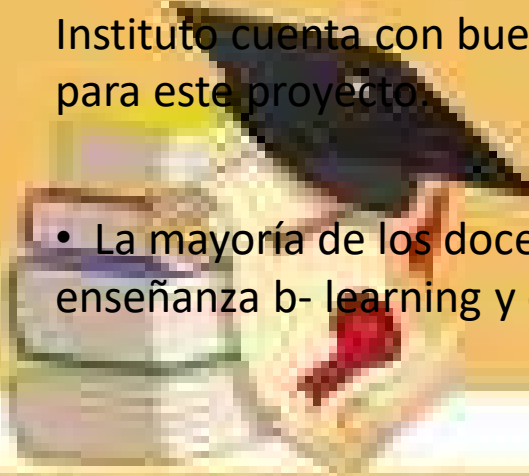 Instituto cuenta con bue
para este proyecto.
• La mayoría de los doce
enseñanza b- learning y